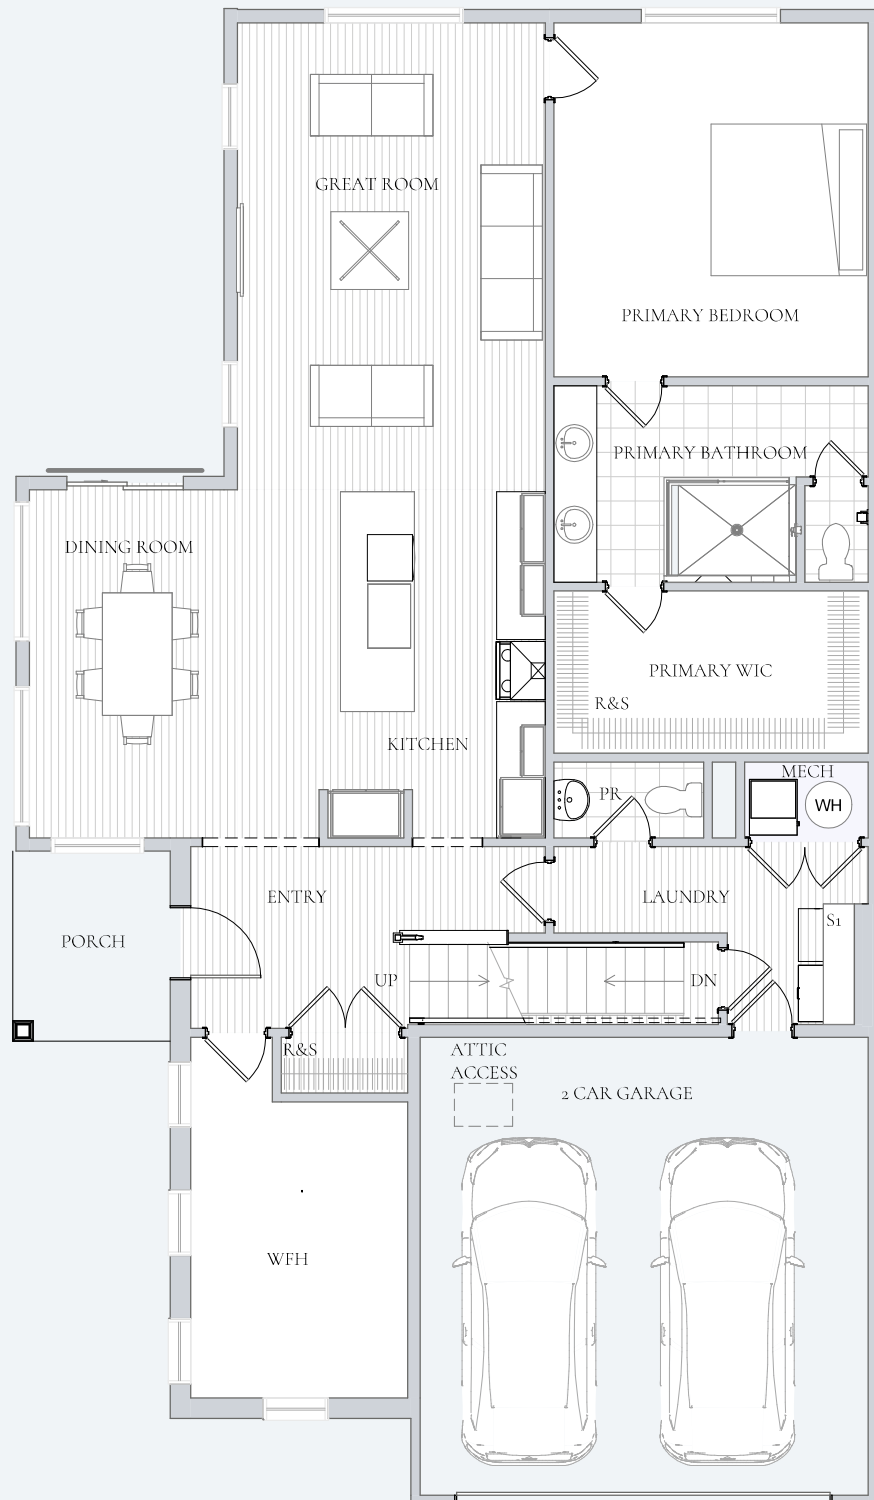 GREAT ROOM
PRIMARY BEDROOM
PRIMARY BATHROOM
DINING ROOM
PRIMARY WIC
R&S
KITCHEN
MECH
PR
WH
ENTRY
LAUNDRY
S1
PORCH
UP
DN
R&S
ATTIC
ACCESS
2 CAR GARAGE
WFH